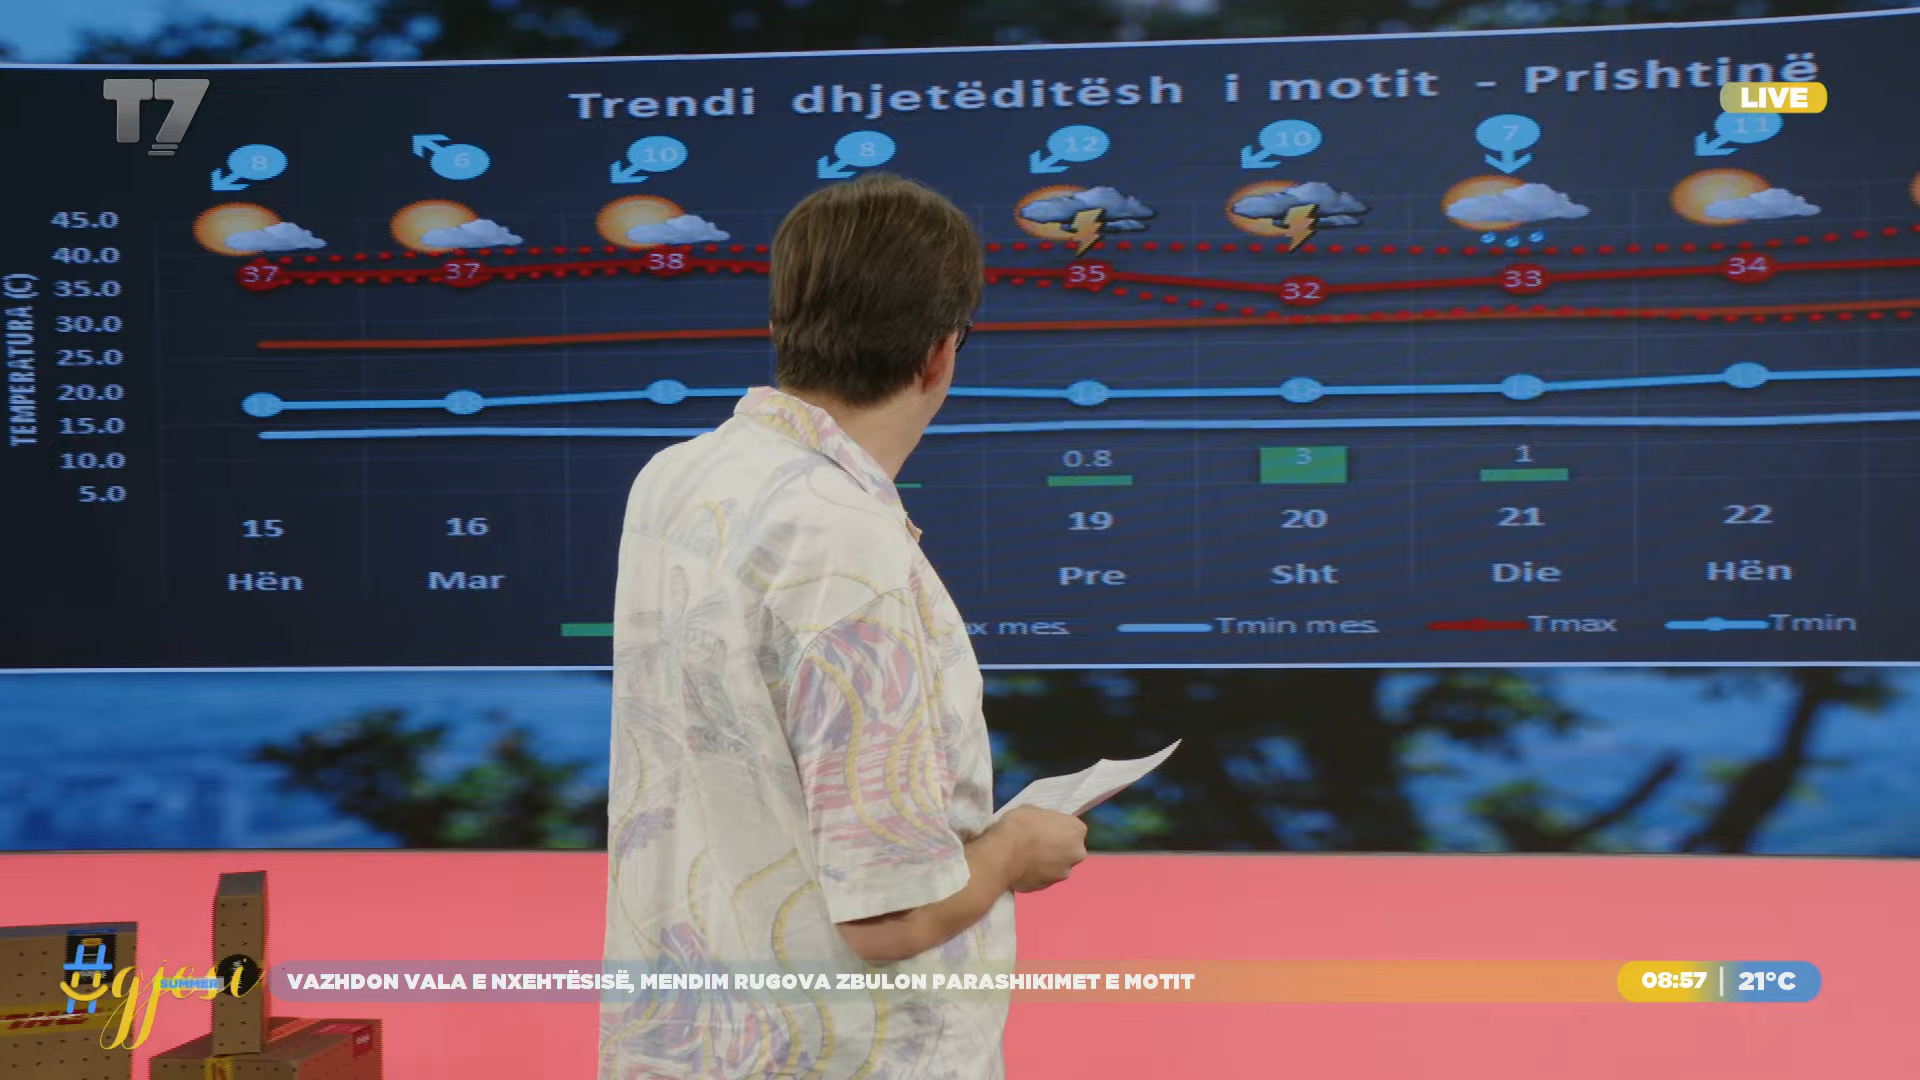 T7
Trendi dhjetëditësh i motit - Prishtinë
LIVE
8 6 10 8 12 10 7 11
45.0
40.0
35.0
30.0
25.0
20.0
15.0
10.0
5.0
TEMPERATURA (C)
37 37 38 35 32 33 34
0.8 3 1
15 16 19 20 21 22
Hën Mar Pre Sht Die Hën
mes Tmin mes Tmax Tmin
#gjesi
SUMMER
VAZHDON VALA E NXEHTËSISË, MENDIM RUGOVA ZBULON PARASHIKIMET E MOTIT
08:57 | 21°C